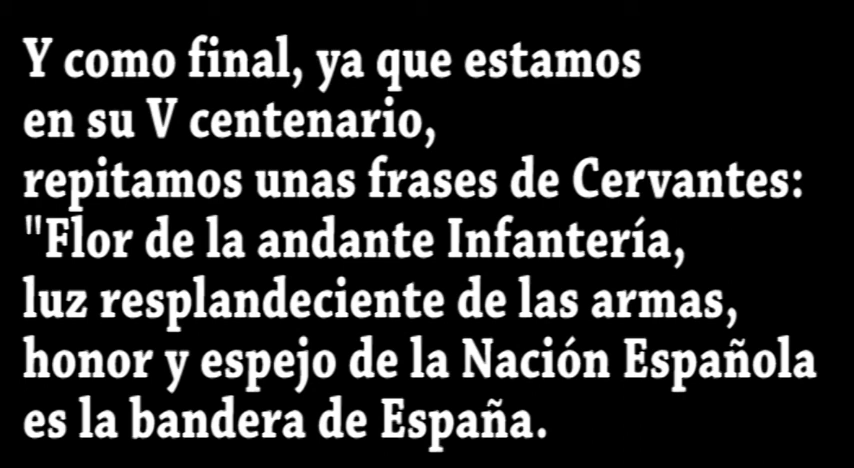 Y como final, ya que estamos
en su V centenario,
repitamos unas frases de Cervantes:
"Flor de la andante Infantería,
luz resplandeciente de las armas,
honor y espejo de la Nación Española
es la bandera de España.